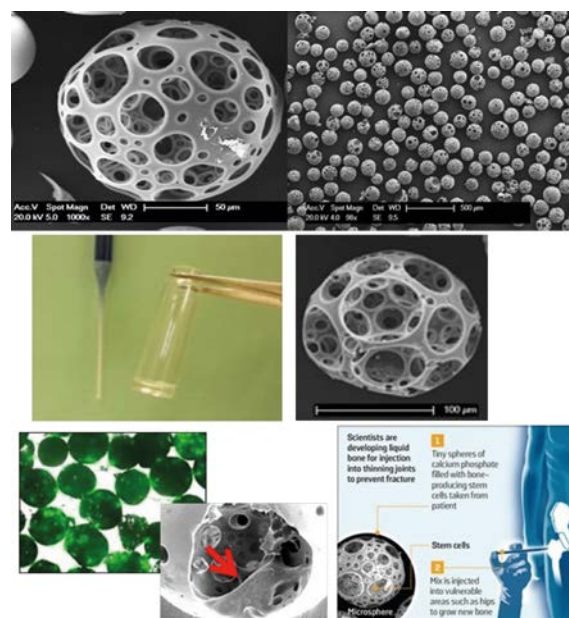 Acc.V Spot Magn Det WD 50 µm
20.0 kV 5.0 1000x SE 9.2
Acc.V Spot Magn Det WD 500 µm
20.0 kV 4.0 98x SE 9.5
100 µm
Scientists are
developing liquid
bone for injection
into thinning joints
to prevent fracture
1
Tiny spheres of
calcium phosphate
filled with bone-
producing stem
cells taken from
patient
Stem cells
2
Mix is injected
into vulnerable
areas such as hips
to grow new bone
Microsphere